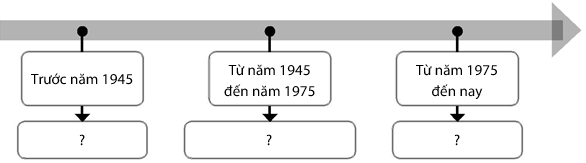 Trước năm 1945
Từ năm 1945
đến năm 1975
Từ năm 1975
đến nay
?
?
?